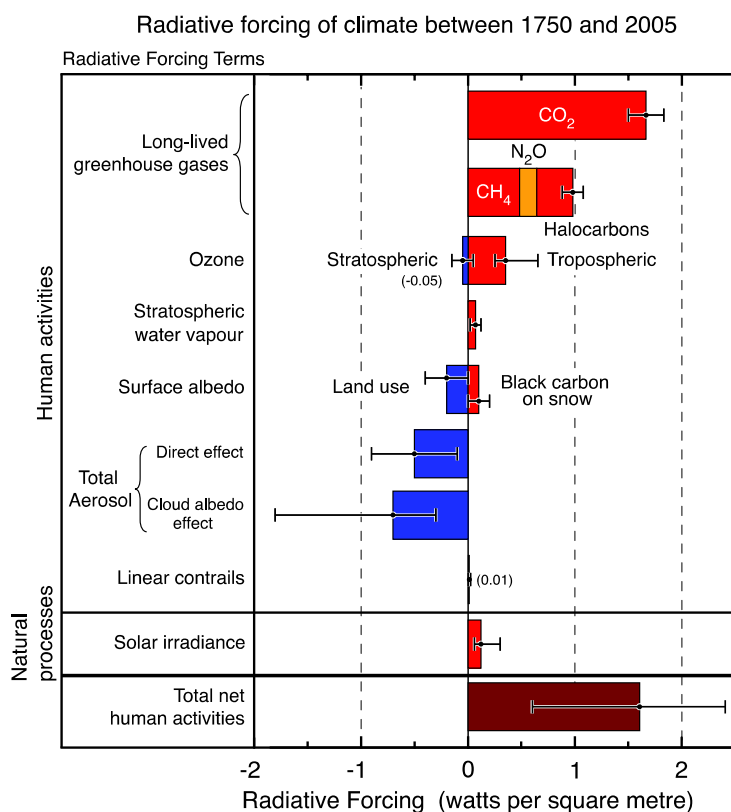 Radiative forcing of climate between 1750 and 2005
Radiative Forcing Terms
Human activities
Long-lived
greenhouse gases
CO2
N2O
CH4
Halocarbons
Ozone
Stratospheric
(-0.05)
Tropospheric
Stratospheric
water vapour
Surface albedo
Land use
Black carbon
on snow
Total
Aerosol
Direct effect
Cloud albedo
effect
Linear contrails
(0.01)
Natural
processes
Solar irradiance
Total net
human activities
-2 -1 0 1 2
Radiative Forcing (watts per square metre)